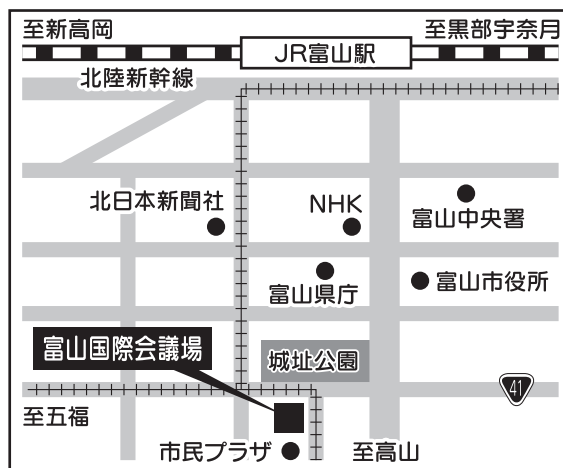 至新高岡
至黒部宇奈月
JR富山駅
北陸新幹線
北日本新聞社
NHK
富山中央署
富山県庁
富山市役所
富山国際会議場
城址公園
41
至五福
市民プラザ
至高山